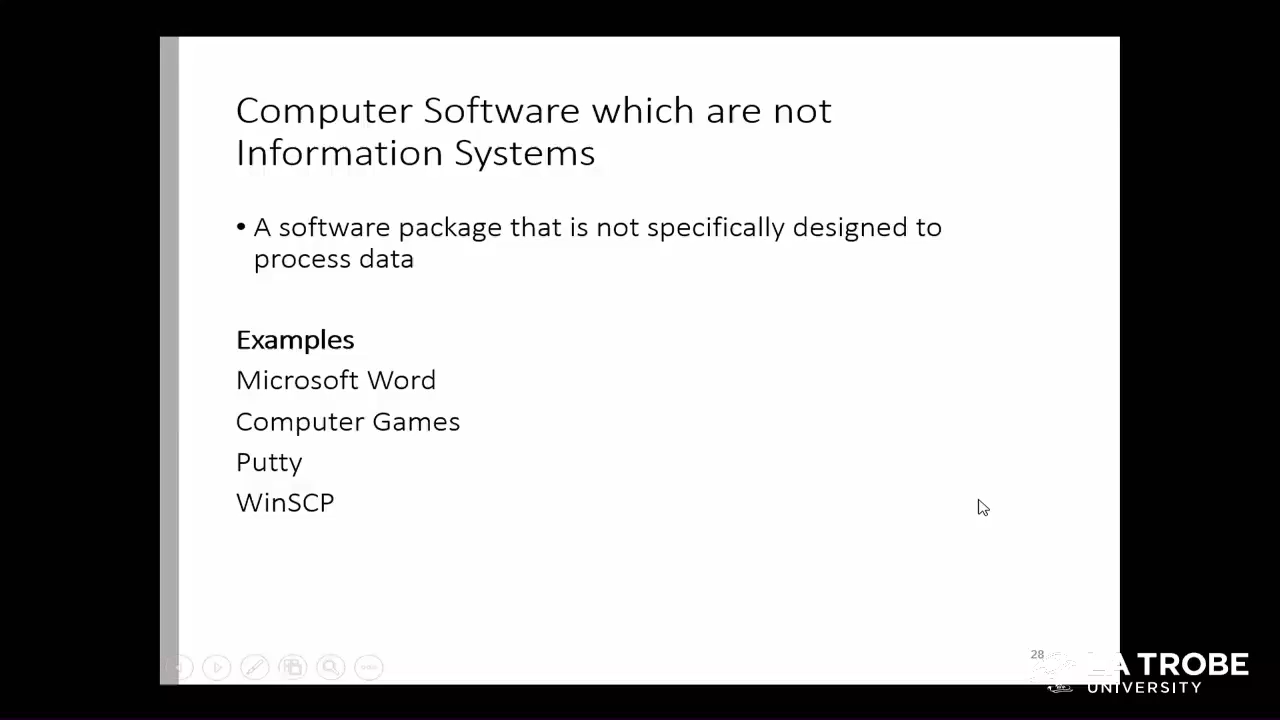 Computer Software which are not
Information Systems
• A software package that is not specifically designed to
process data
Examples
Microsoft Word
Computer Games
Putty
WinSCP
28
LA TROBE
UNIVERSITY